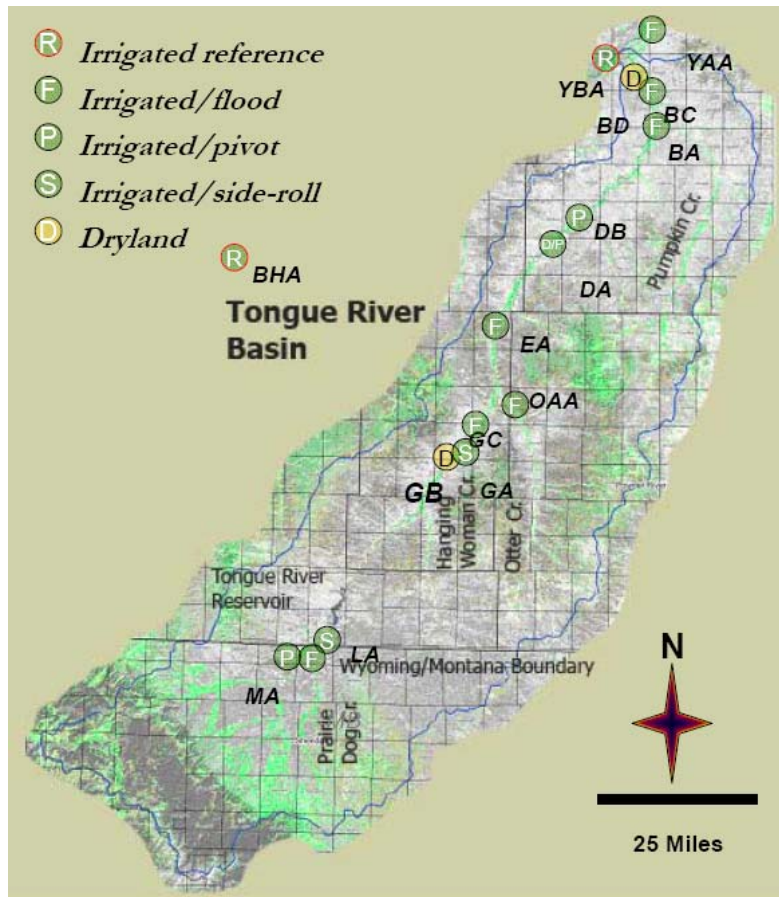 R Irrigated reference
F Irrigated/flood
P Irrigated/pivot
S Irrigated/side-roll
D Dryland
F
R
YAA
D
YBA
F
BC
BD
F
BA
P
DB
D/P
Pumpkin Cr.
DA
R
BHA
Tongue River
Basin
F
EA
F
OAA
F
GC
D
S
GB
GA
Hanging
Woman Cr.
Otter Cr.
Tongue River
Reservoir
S
LA
P
F
Wyoming/Montana Boundary
MA
Prairie
Dog Cr.
N
25 Miles